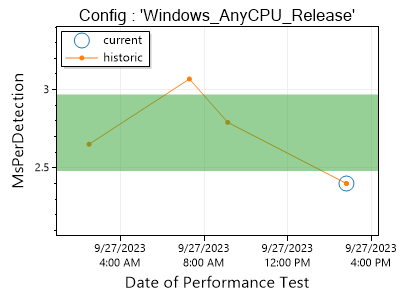 Config : 'Windows_AnyCPU_Release'
current
historic
MsPerDetection
3
2.5
9/27/2023 9/27/2023 9/27/2023 9/27/2023
4:00 AM 8:00 AM 12:00 PM 4:00 PM
Date of Performance Test